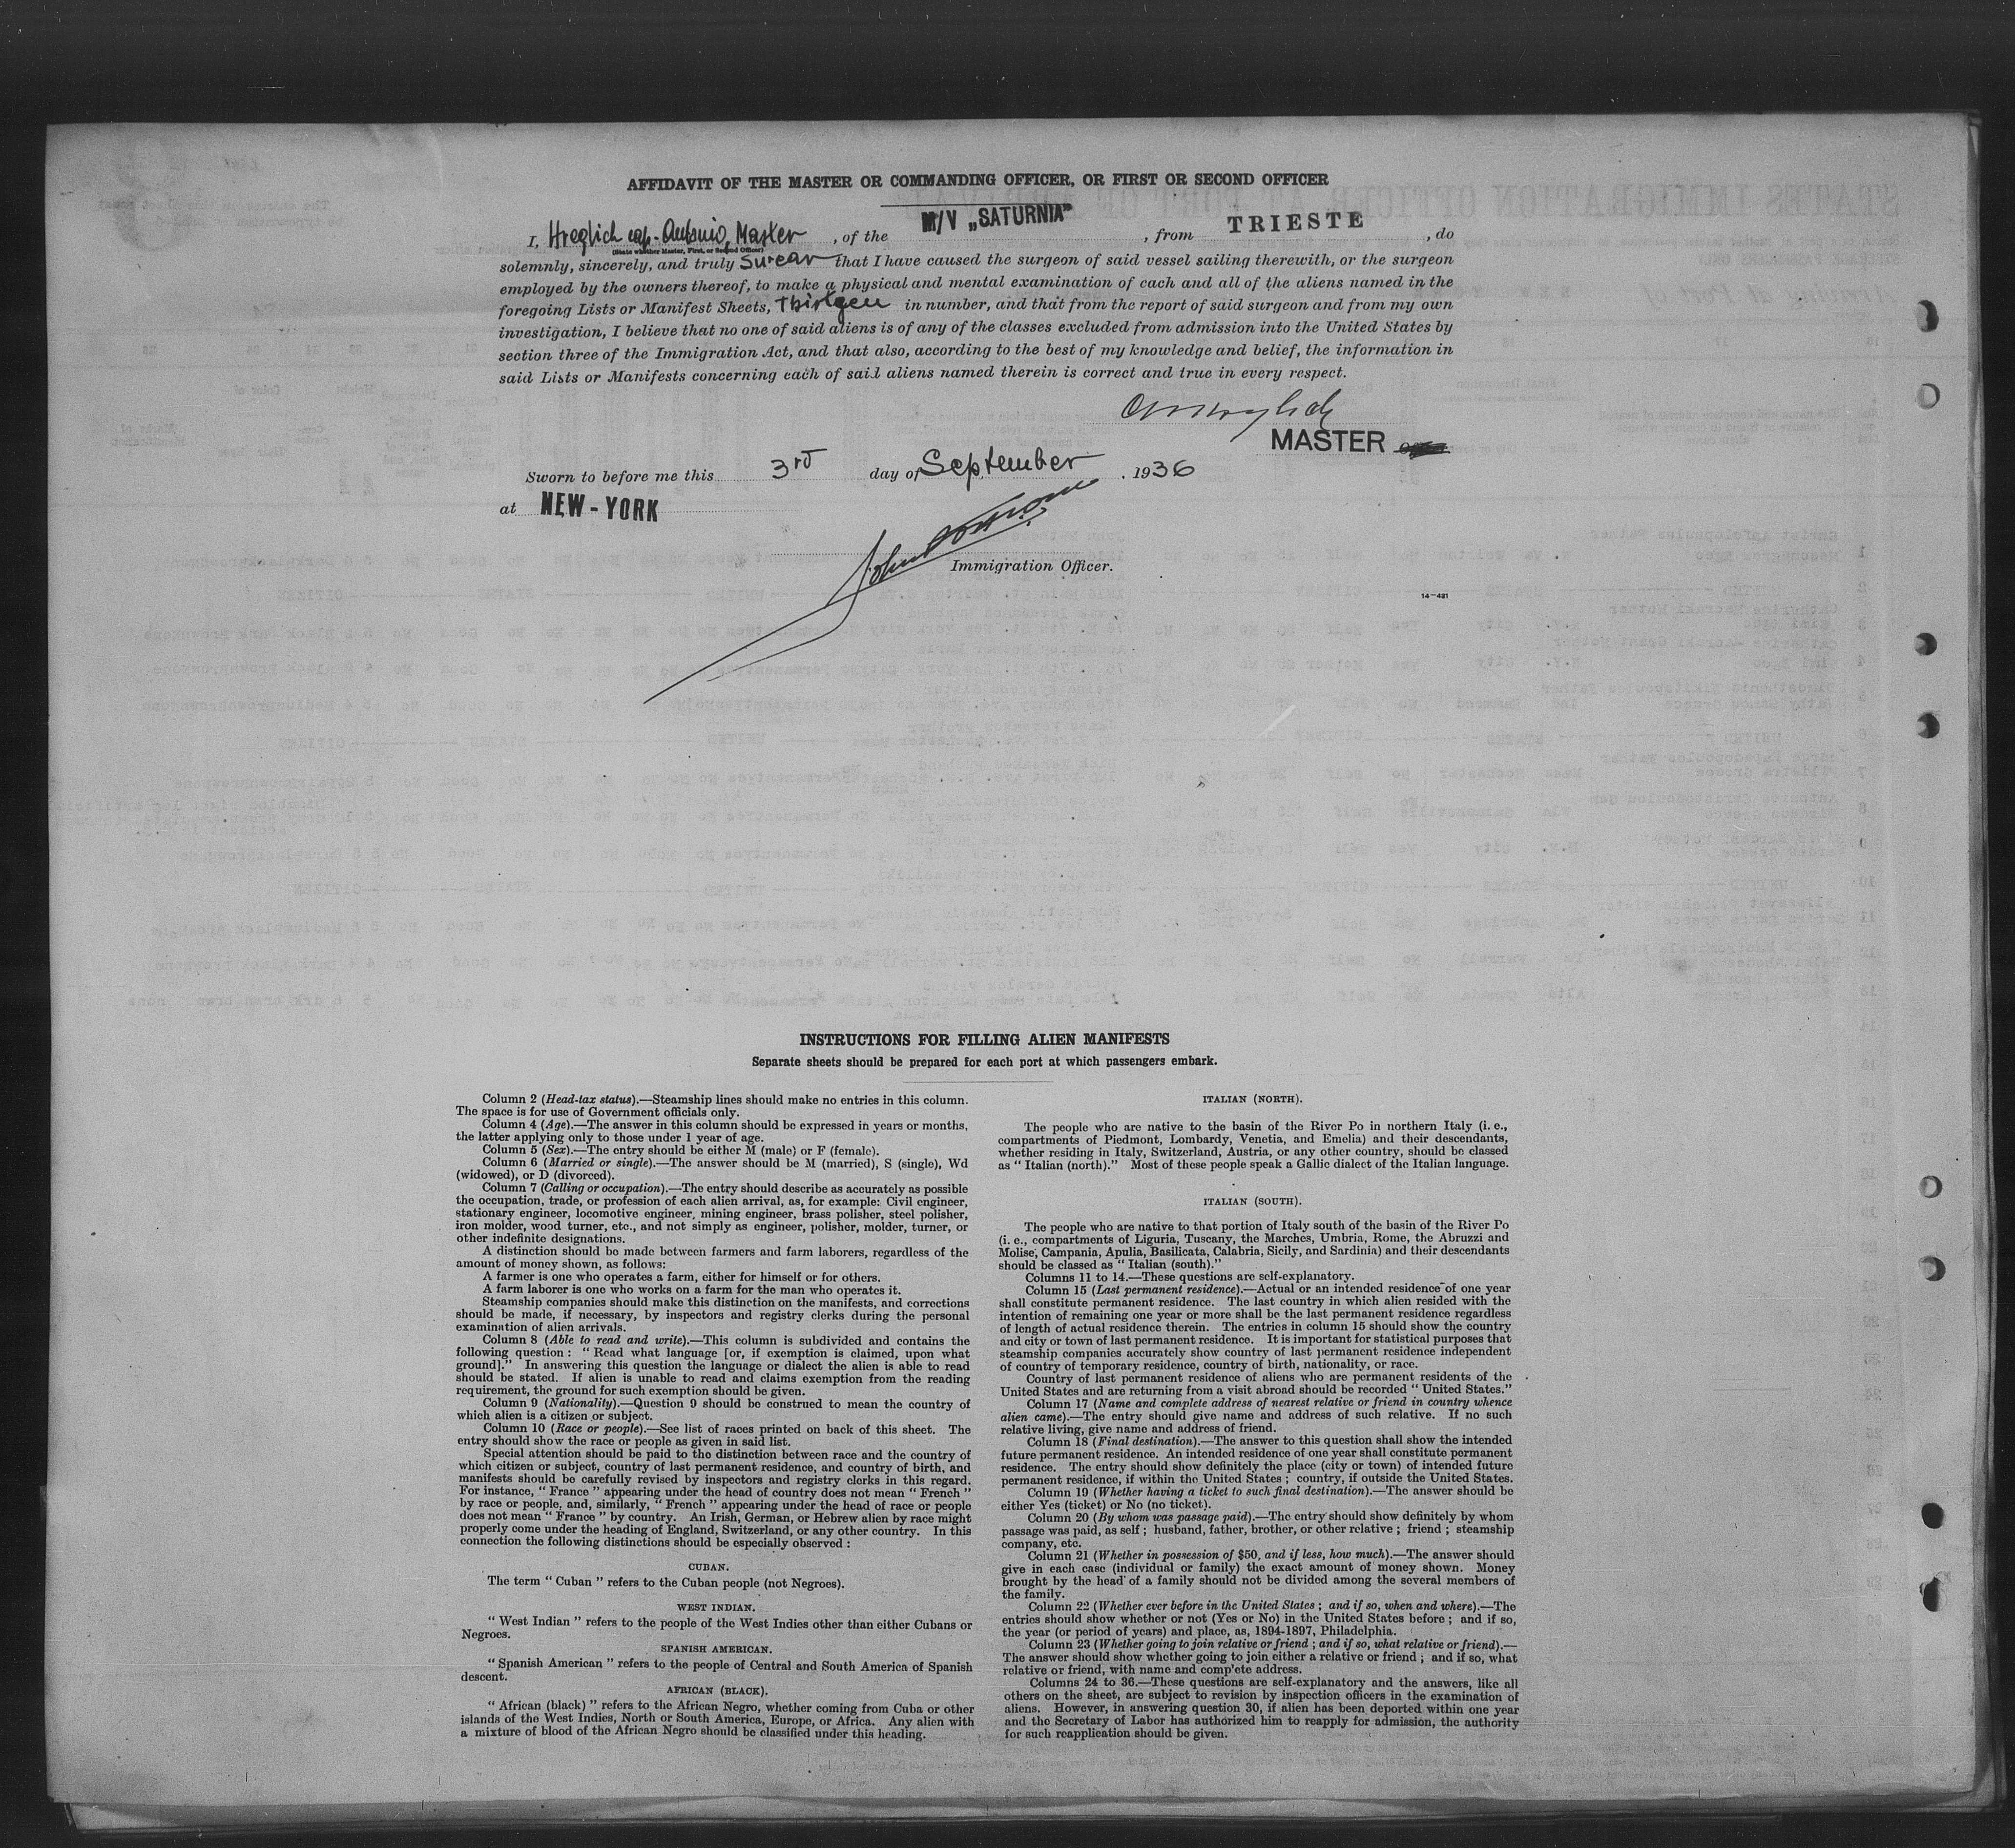 AFFIDAVIT OF THE MASTER OR COMMANDING OFFICER, OR FIRST OR SECOND OFFICER
I, Hreglich cap. Antonio, Master, of the M/V „SATURNIA”, from TRIESTE, do
(State whether Master, First, or Second Officer)
solemnly, sincerely, and truly swear that I have caused the surgeon of said vessel sailing therewith, or the surgeon
employed by the owners thereof, to make a physical and mental examination of each and all of the aliens named in the
foregoing Lists or Manifest Sheets, in number, and that from the report of said surgeon and from my own
investigation, I believe that no one of said aliens is of any of the classes excluded from admission into the United States by
section three of the Immigration Act, and that also, according to the best of my knowledge and belief, the information in
said Lists or Manifests concerning each of said aliens named therein is correct and true in every respect.
MASTER
Sworn to before me this 3rd day of September, 1936
at NEW-YORK
Immigration Officer.
14-421
INSTRUCTIONS FOR FILLING ALIEN MANIFESTS
Separate sheets should be prepared for each port at which passengers embark.
Column 2 (Head-tax status).—Steamship lines should make no entries in this column.
The space is for use of Government officials only.
Column 4 (Age).—The answer in this column should be expressed in years or months,
the latter applying only to those under 1 year of age.
Column 5 (Sex).—The entry should be either M (male) or F (female).
Column 6 (Married or single).—The answer should be M (married), S (single), Wd
(widowed), or D (divorced).
Column 7 (Calling or occupation).—The entry should describe as accurately as possible
the occupation, trade, or profession of each alien arrival, as, for example: Civil engineer,
stationary engineer, locomotive engineer, mining engineer, brass polisher, steel polisher,
iron molder, wood turner, etc., and not simply as engineer, polisher, molder, turner, or
other indefinite designations.
A distinction should be made between farmers and farm laborers, regardless of the
amount of money shown, as follows:
A farmer is one who operates a farm, either for himself or for others.
A farm laborer is one who works on a farm for the man who operates it.
Steamship companies should make this distinction on the manifests, and corrections
should be made, if necessary, by inspectors and registry clerks during the personal
examination of alien arrivals.
Column 8 (Able to read and write).—This column is subdivided and contains the
following question: “Read what language [or, if exemption is claimed, upon what
ground].” In answering this question the language or dialect the alien is able to read
should be stated. If alien is unable to read and claims exemption from the reading
requirement, the ground for such exemption should be given.
Column 9 (Nationality).—Question 9 should be construed to mean the country of
which alien is a citizen or subject.
Column 10 (Race or people).—See list of races printed on back of this sheet. The
entry should show the race or people as given in said list.
Special attention should be paid to the distinction between race and the country of
which citizen or subject, country of last permanent residence, and country of birth, and
manifests should be carefully revised by inspectors and registry clerks in this regard.
For instance, “France” appearing under the head of country does not mean “French”
by race or people, and, similarly, “French” appearing under the head of race or people
does not mean “France” by country. An Irish, German, or Hebrew alien by race might
properly come under the heading of England, Switzerland, or any other country. In this
connection the following distinctions should be especially observed:
CUBAN.
The term “Cuban” refers to the Cuban people (not Negroes).
WEST INDIAN.
“West Indian” refers to the people of the West Indies other than either Cubans or
Negroes.
SPANISH AMERICAN.
“Spanish American” refers to the people of Central and South America of Spanish
descent.
AFRICAN (BLACK).
“African (black)” refers to the African Negro, whether coming from Cuba or other
islands of the West Indies, North or South America, Europe, or Africa. Any alien with
a mixture of blood of the African Negro should be classified under this heading.
ITALIAN (NORTH).
The people who are native to the basin of the River Po in northern Italy (i. e.,
compartments of Piedmont, Lombardy, Venetia, and Emelia) and their descendants,
whether residing in Italy, Switzerland, Austria, or any other country, should be classed
as “Italian (north).” Most of these people speak a Gallic dialect of the Italian language.
ITALIAN (SOUTH).
The people who are native to that portion of Italy south of the basin of the River Po
(i. e., compartments of Liguria, Tuscany, the Marches, Umbria, Rome, the Abruzzi and
Molise, Campania, Apulia, Basilicata, Calabria, Sicily, and Sardinia) and their descendants
should be classed as “Italian (south).”
Columns 11 to 14.—These questions are self-explanatory.
Column 15 (Last permanent residence).—Actual or an intended residence of one year
shall constitute permanent residence. The last country in which alien resided with the
intention of remaining one year or more shall be the last permanent residence regardless
of length of actual residence therein. The entries in column 15 should show the country
and city or town of last permanent residence. It is important for statistical purposes that
steamship companies accurately show country of last permanent residence independent
of country of temporary residence, country of birth, nationality, or race.
Country of last permanent residence of aliens who are permanent residents of the
United States and are returning from a visit abroad should be recorded “United States.”
Column 17 (Name and complete address of nearest relative or friend in country whence
alien came).—The entry should give name and address of such relative. If no such
relative living, give name and address of friend.
Column 18 (Final destination).—The answer to this question shall show the intended
future permanent residence. An intended residence of one year shall constitute permanent
residence. The entry should show definitely the place (city or town) of intended future
permanent residence, if within the United States; country, if outside the United States.
Column 19 (Whether having a ticket to such final destination).—The answer should be
either Yes (ticket) or No (no ticket).
Column 20 (By whom was passage paid).—The entry should show definitely by whom
passage was paid, as self; husband, father, brother, or other relative; friend; steamship
company, etc.
Column 21 (Whether in possession of $50, and if less, how much).—The answer should
give in each case (individual or family) the exact amount of money shown. Money
brought by the head of a family should not be divided among the several members of
the family.
Column 22 (Whether ever before in the United States; and if so, when and where).—The
entries should show whether or not (Yes or No) in the United States before; and if so,
the year (or period of years) and place, as, 1894-1897, Philadelphia.
Column 23 (Whether going to join relative or friend; and if so, what relative or friend).—
The answer should show whether going to join either a relative or friend; and if so, what
relative or friend, with name and comp'ete address.
Columns 24 to 36.—These questions are self-explanatory and the answers, like all
others on the sheet, are subject to revision by inspection officers in the examination of
aliens. However, in answering question 30, if alien has been deported within one year
and the Secretary of Labor has authorized him to reapply for admission, the authority
for such reapplication should be given.